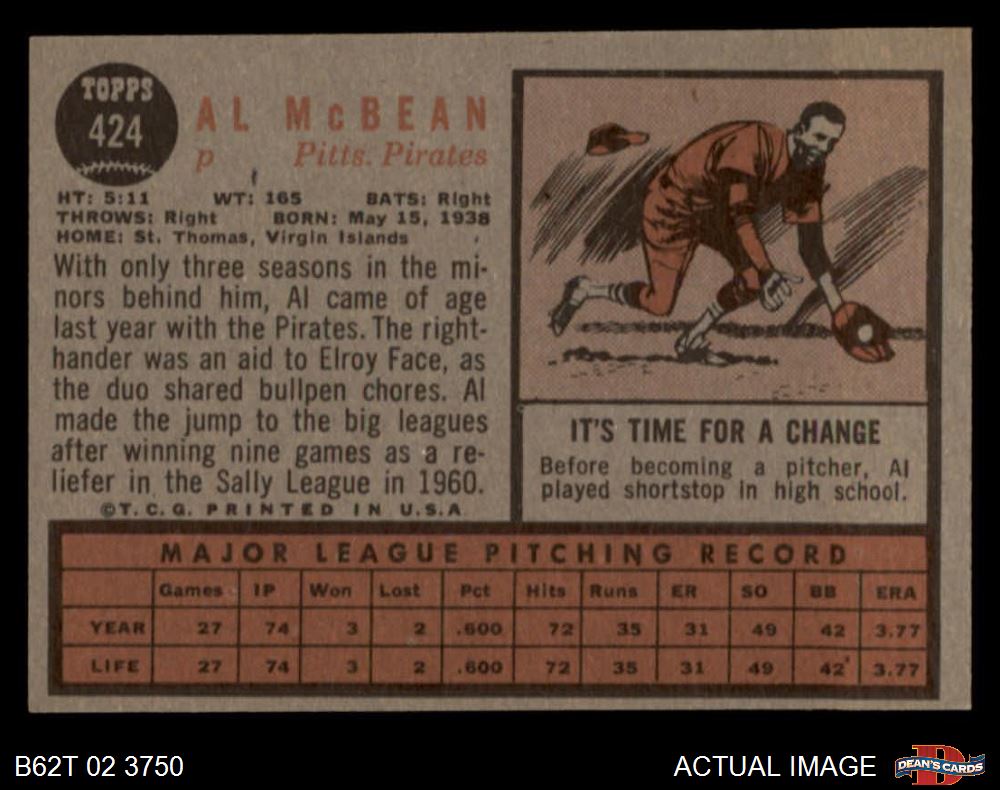 TOPPS
424
AL McBEAN
p Pitts. Pirates
HT: 5:11 WT: 165 BATS: Right
THROWS: Right BORN: May 15, 1938
HOME: St. Thomas, Virgin Islands
With only three seasons in the mi-
nors behind him, Al came of age
last year with the Pirates. The right-
hander was an aid to Elroy Face, as
the duo shared bullpen chores. Al
made the jump to the big leagues
after winning nine games as a re-
liefer in the Sally League in 1960.
©T.C.G. PRINTED IN U.S.A
IT'S TIME FOR A CHANGE
Before becoming a pitcher, Al
played shortstop in high school.
MAJOR LEAGUE PITCHING RECORD
Games IP Won Lost Pct Hits Runs ER SO BB ERA
YEAR 27 74 3 2 .600 72 35 31 49 42 3.77
LIFE 27 74 3 2 .600 72 35 31 49 42 3.77
B62T 02 3750
ACTUAL IMAGE
DEAN'S CARDS